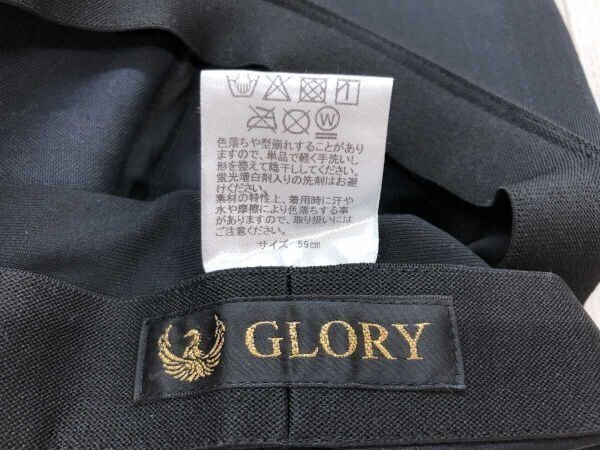 W
色落ちや型崩れすることがあり
ますので、単品で軽く手洗いし
形を整えて陰干ししてください。
蛍光増白剤入りの洗剤はお避
けください。
素材の特性上、着用時に汗や
水や摩擦により色落ちする事
がありますので、取り扱いには
ご注意ください。
サイズ 59cm
GLORY